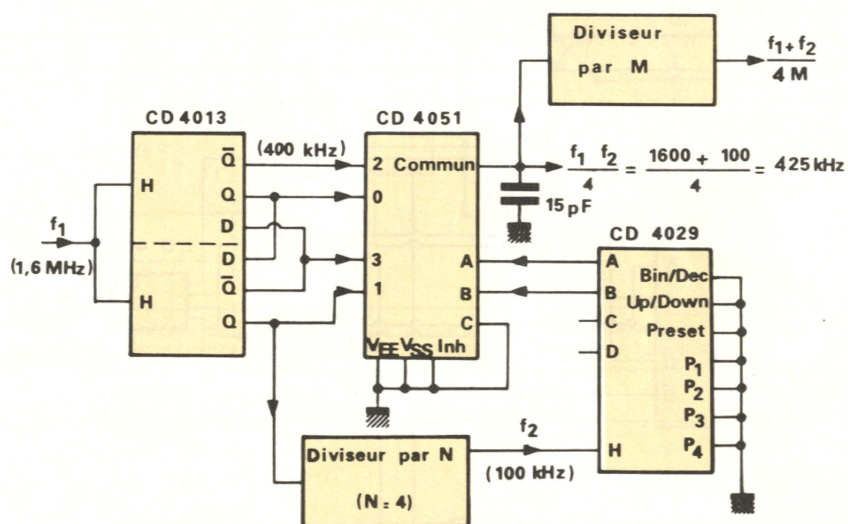 Diviseur
par M
f1+f2
4 M
CD 4013
CD 4051
H
H
f1
(1,6 MHz)
Q̅
Q
D
D
Q̅
Q
(400 kHz)
2
0
3
1
Commun
A
B
C
VEE VSS Inh
f1 f2
4
=
1600 + 100
4
= 425 kHz
15 pF
CD 4029
A
B
C
D
H
Bin/Dec
Up/Down
Preset
P1
P2
P3
P4
Diviseur par N
(N = 4)
f2
(100 kHz)